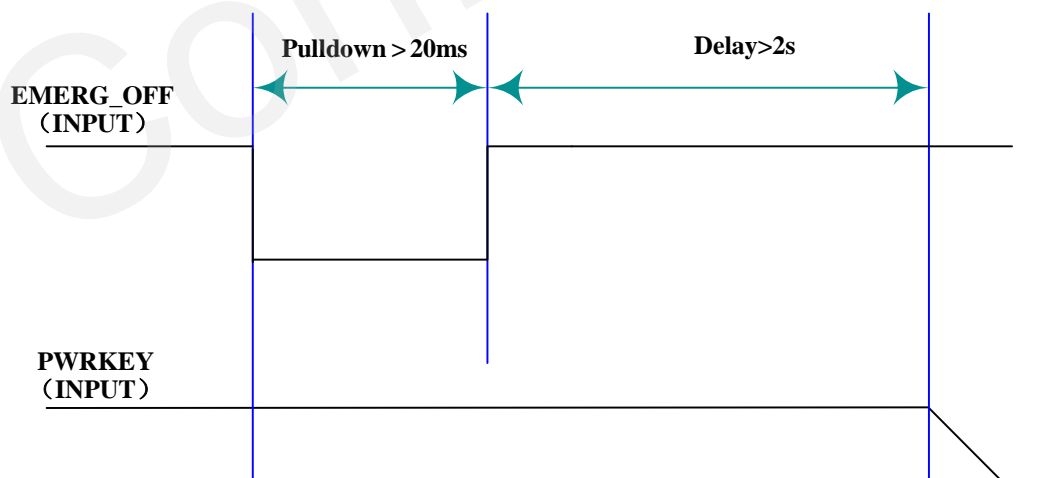 Pulldown > 20ms
Delay>2s
EMERG_OFF
（INPUT）
PWRKEY
（INPUT）